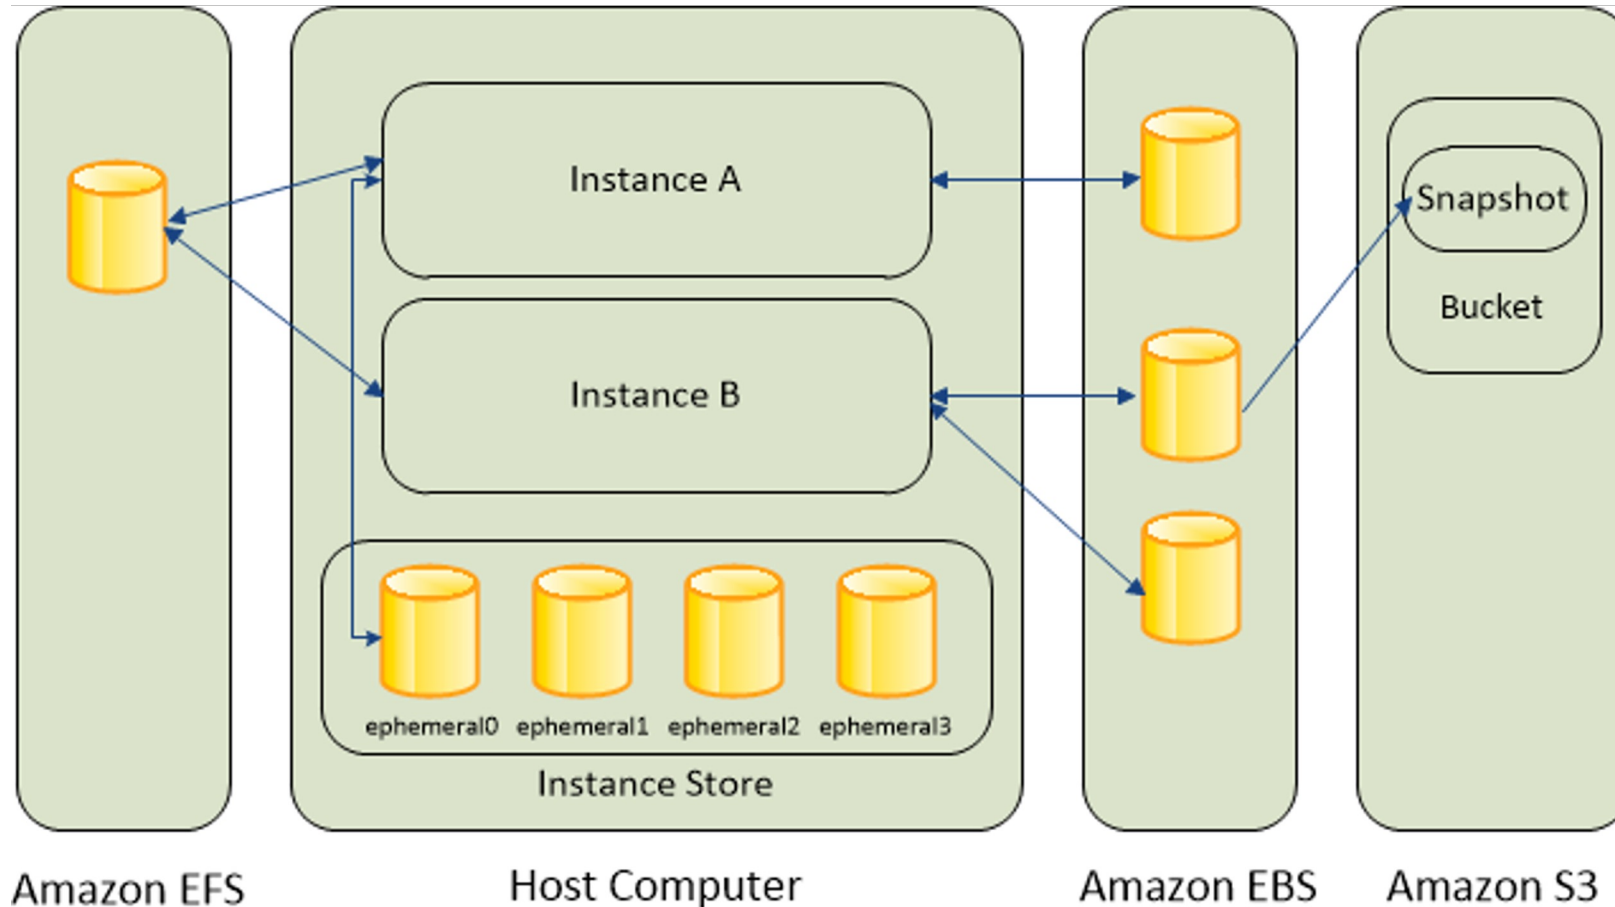 Instance A
Snapshot
Bucket
Instance B
ephemeral0 ephemeral1 ephemeral2 ephemeral3
Instance Store
Amazon EFS Host Computer Amazon EBS Amazon S3